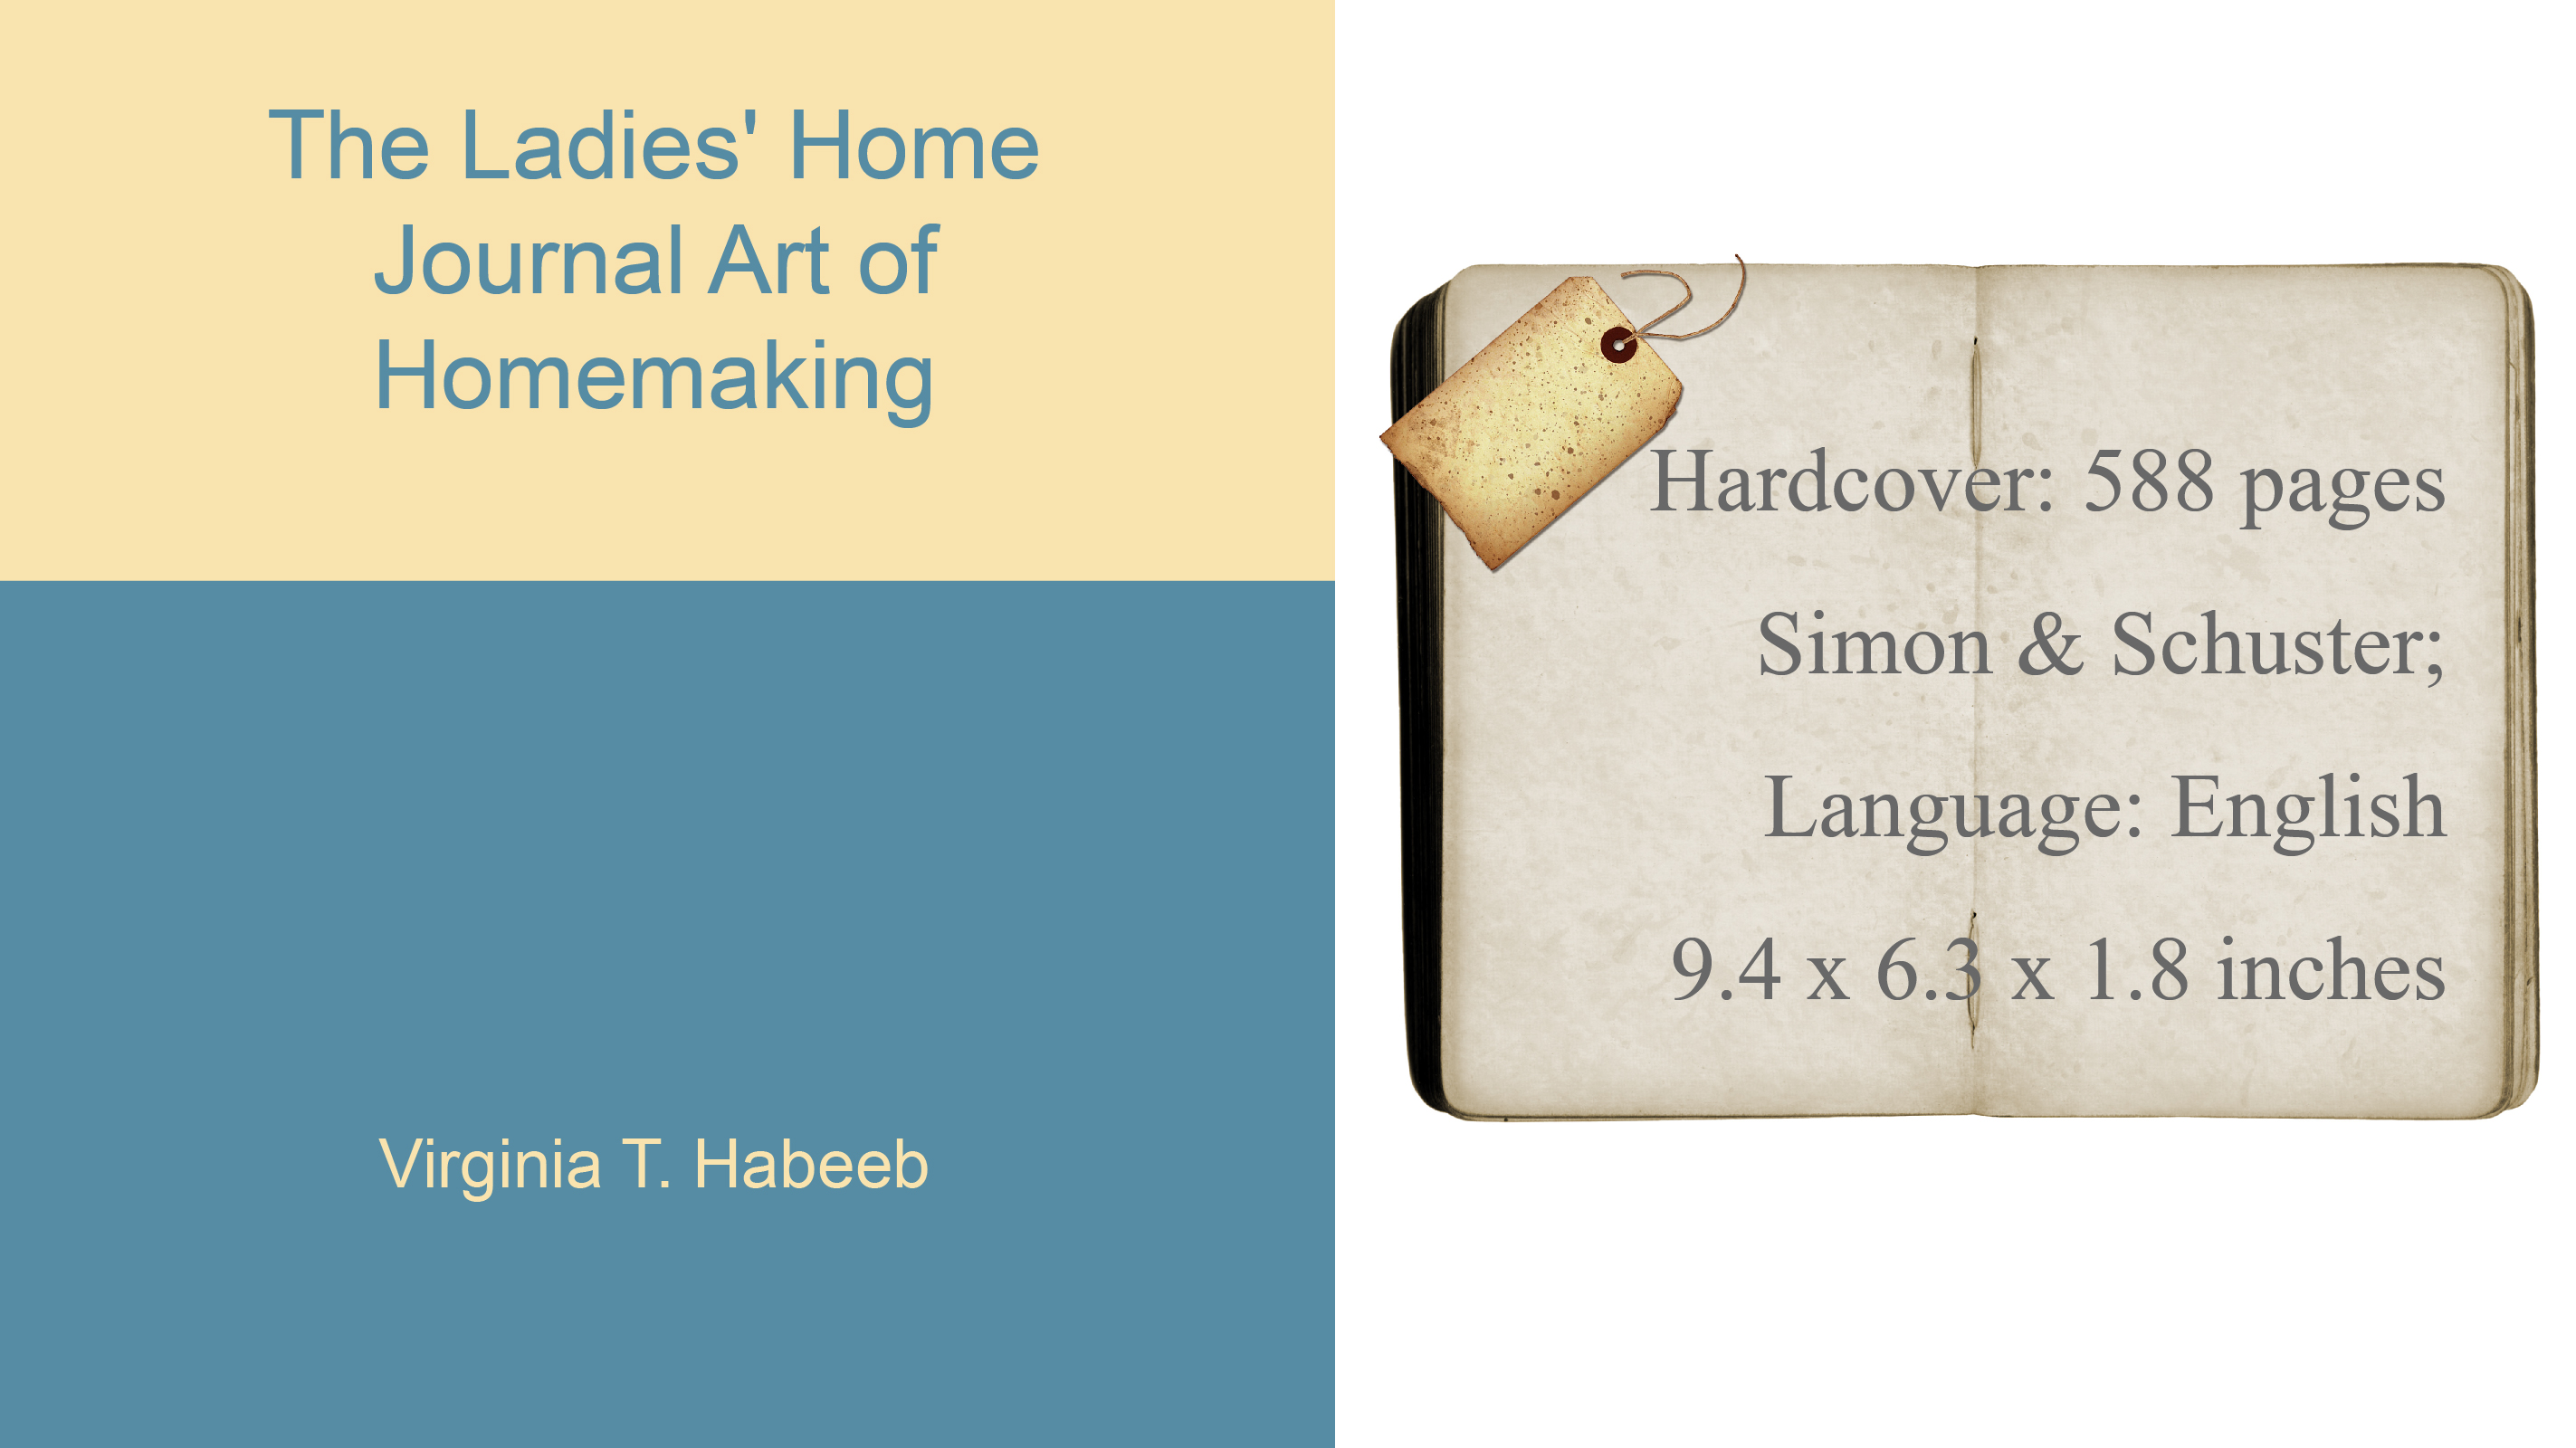 The Ladies' Home
Journal Art of
Homemaking
Virginia T. Habeeb
Hardcover: 588 pages
Simon & Schuster;
Language: English
9.4 x 6.3 x 1.8 inches